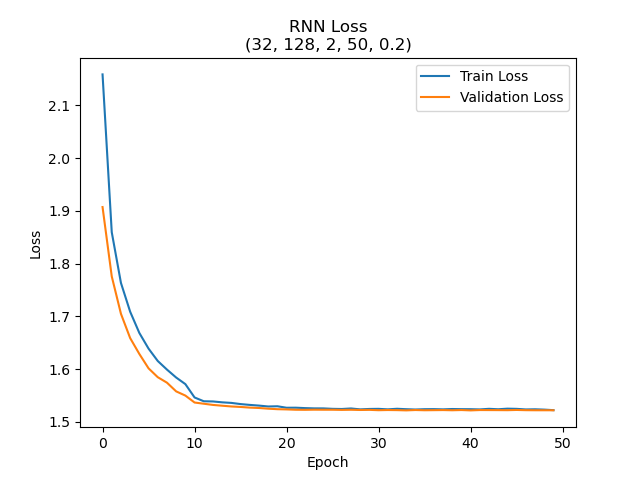 RNN Loss
(32, 128, 2, 50, 0.2)
Train Loss
Validation Loss
2.1
2.0
1.9
1.8
1.7
1.6
1.5
Loss
0
10
20
30
40
50
Epoch